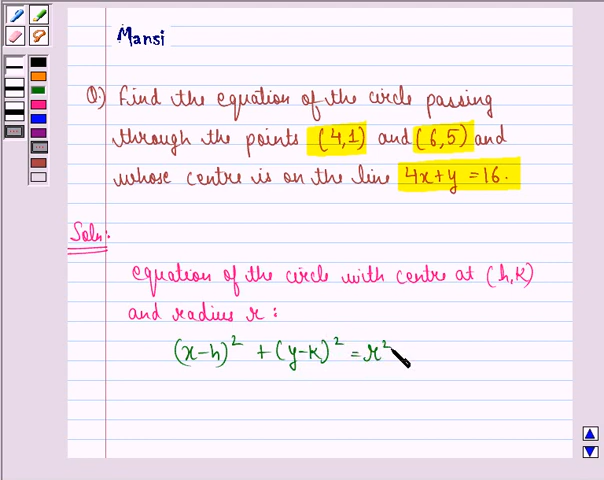 Mansi
Q.) Find the equation of the circle passing
through the points (4,1) and (6,5) and
whose centre is on the line 4x+y=16.
Soln:
equation of the circle with centre at (h,k)
and radius r:
(x-h)² + (y-k)² = r²